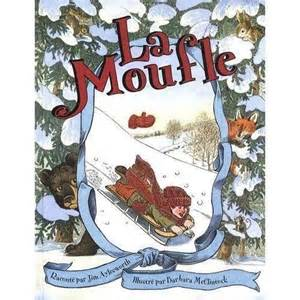 La
Moufle
Raconté par Jim Aylesworth
Illustré par Barbara McClintock